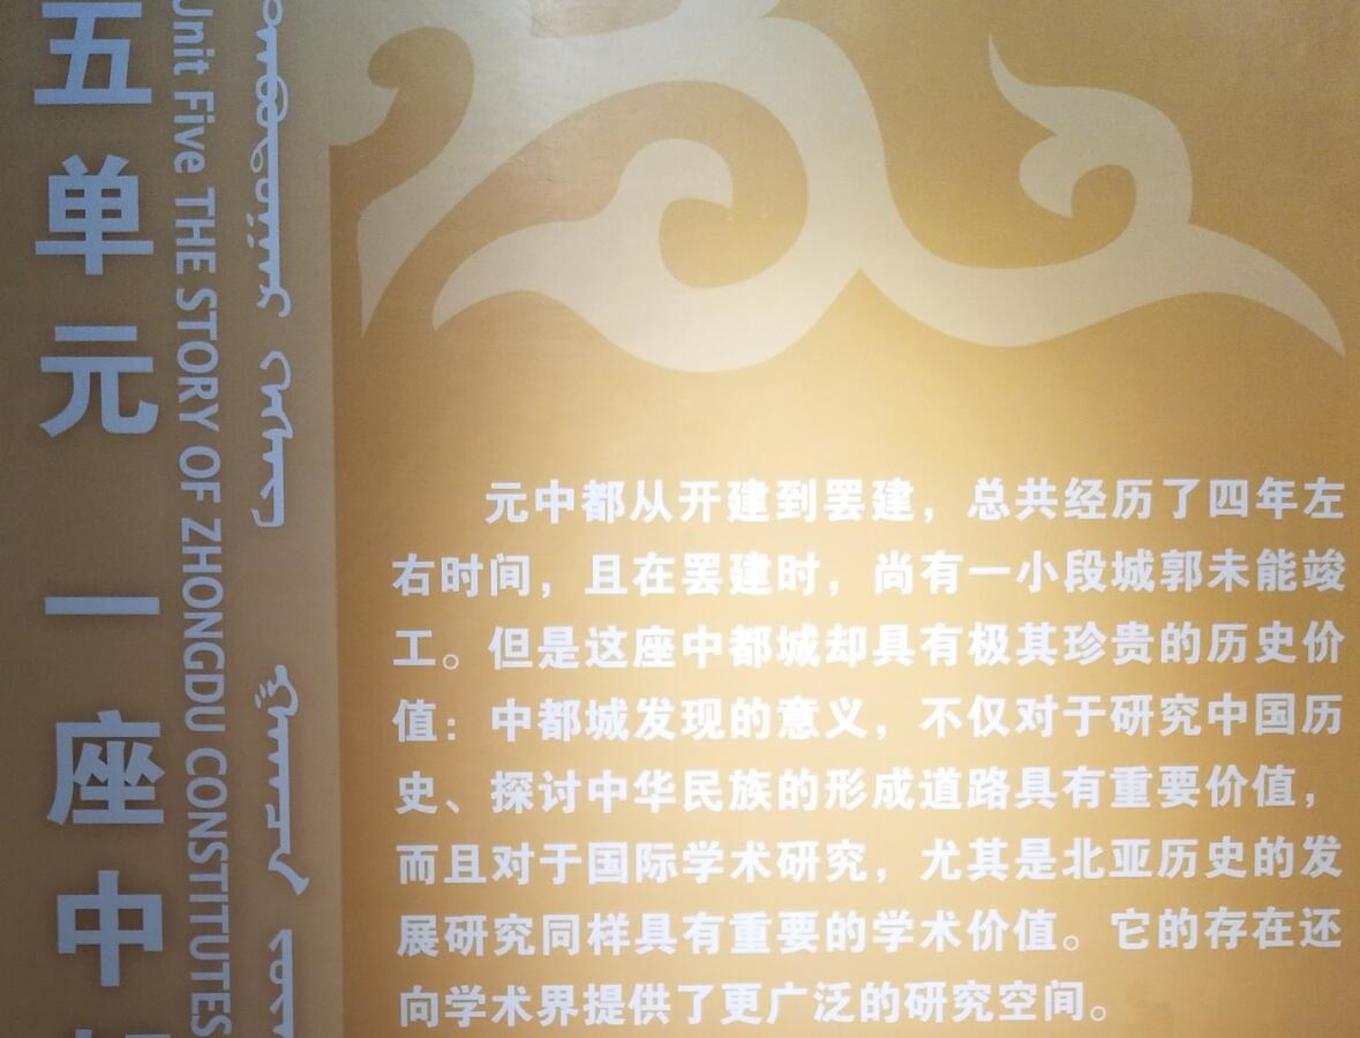 五单元 一座中
Unit Five THE STORY OF ZHONGDU CONSTITUTES
元中都从开建到罢建，总共经历了四年左
右时间，且在罢建时，尚有一小段城郭未能竣
工。但是这座中都城却具有极其珍贵的历史价
值：中都城发现的意义，不仅对于研究中国历
史、探讨中华民族的形成道路具有重要价值，
而且对于国际学术研究，尤其是北亚历史的发
展研究同样具有重要的学术价值。它的存在还
向学术界提供了更广泛的研究空间。